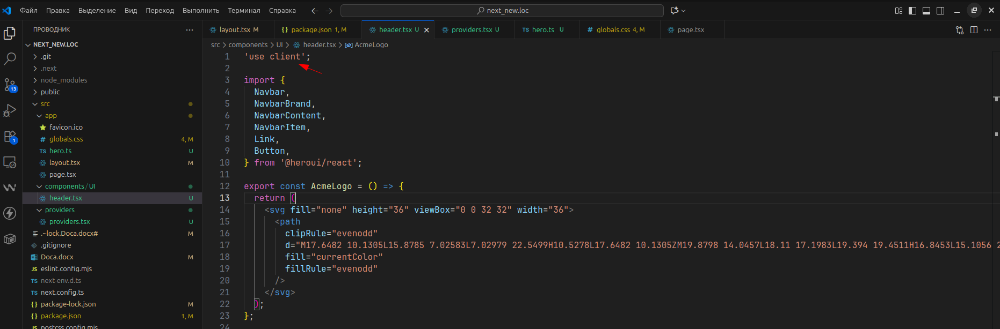 Файл Правка Выделение Вид Переход Выполнить Терминал Справка next_new.loc
ПРОВОДНИК
NEXT_NEW.LOC
.git
.next
node_modules
public
src
app
favicon.ico
globals.css 4, M
hero.ts U
layout.tsx M
page.tsx
components/UI
header.tsx U
providers
providers.tsx U
.~lock.Doca.docx# M
.gitignore
Doca.docx M
eslint.config.mjs
next-env.d.ts
next.config.ts
package-lock.json M
package.json 1, M
postcss.config.mjs
13
1
layout.tsx M package.json 1, M header.tsx U providers.tsx U hero.ts U globals.css 4, M page.tsx
src > components > UI > header.tsx > AcmeLogo
1 'use client';
2
3 import {
4 Navbar,
5 NavbarBrand,
6 NavbarContent,
7 NavbarItem,
8 Link,
9 Button,
10 } from '@heroui/react';
11
12 export const AcmeLogo = () => {
13 return (
14 <svg fill="none" height="36" viewBox="0 0 32 32" width="36">
15 <path
16 clipRule="evenodd"
17 d="M17.6482 10.1305L15.8785 7.02583L7.02979 22.5499H10.5278L17.6482 10.1305ZM19.8798 14.0457L18.11 17.1983L19.394 19.4511H16.8453L15.1056 2
18 fill="currentColor"
19 fillRule="evenodd"
20 />
21 </svg>
22 );
23 };
24